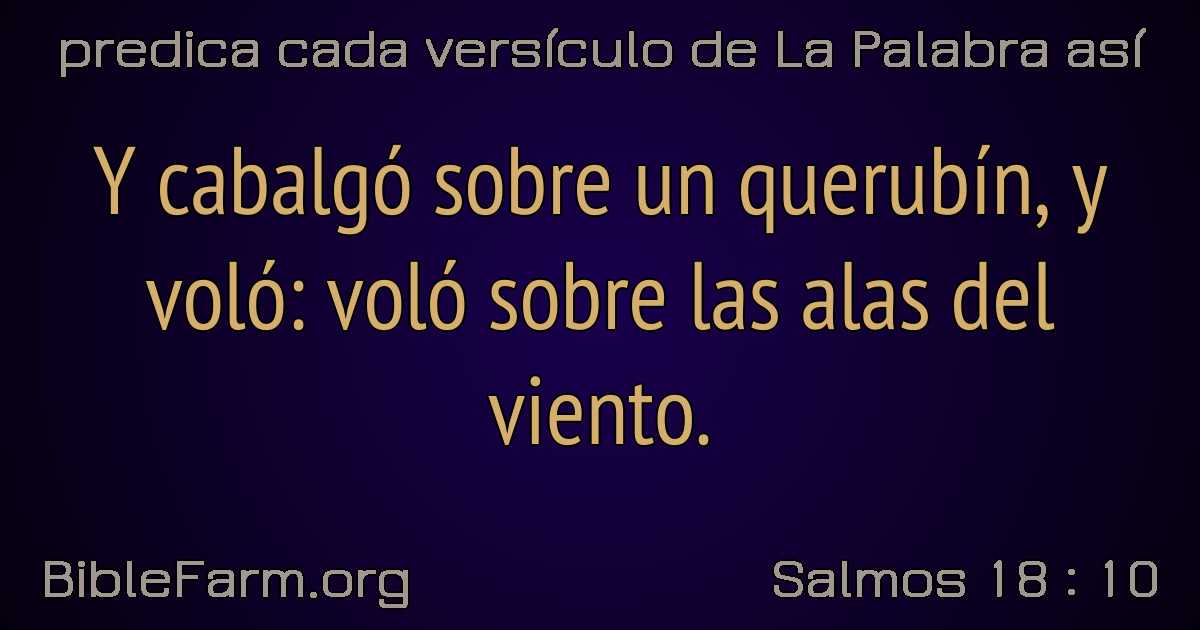 predica cada versículo de La Palabra así
Y cabalgó sobre un querubín, y
voló: voló sobre las alas del
viento.
BibleFarm.org
Salmos 18 : 10